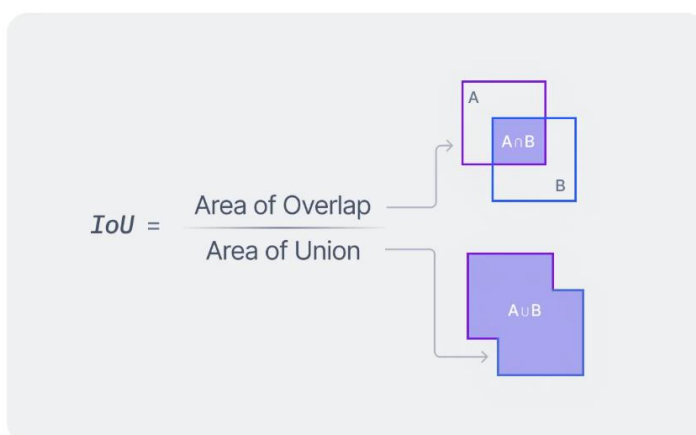 A
A∩B
B
IoU =
Area of Overlap
Area of Union
A∪B